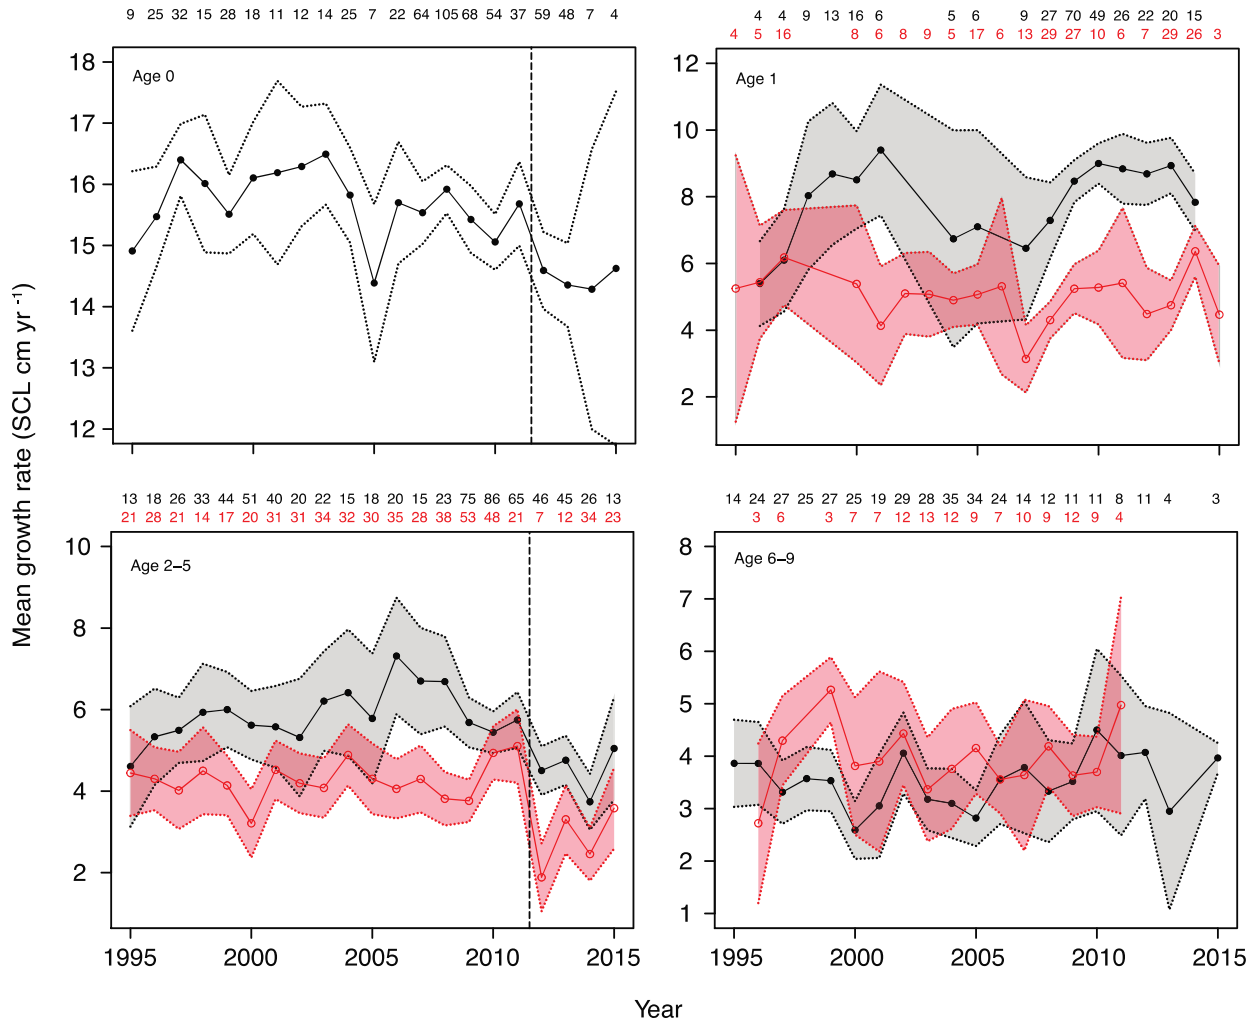 9 25 32 15 28 18 11 12 14 25 7 22 64 105 68 54 37 59 48 7 4
Age 0
18
17
16
15
14
13
12
4 4 9 13 16 6 5 6 9 27 70 49 26 22 20 15
4 5 16 8 6 8 9 5 17 6 13 29 27 10 6 7 29 26 3
Age 1
12
10
8
6
4
2
13 18 26 33 44 51 40 20 22 15 18 20 15 23 75 86 65 46 45 26 13
21 28 21 14 17 20 31 31 34 32 30 35 28 38 53 48 21 7 12 34 23
Age 2–5
10
8
6
4
2
1995 2000 2005 2010 2015
14 24 27 25 27 25 19 29 28 35 34 24 14 12 11 11 8 11 4 3
3 6 3 7 7 12 13 12 9 7 10 9 12 9 4
Age 6–9
8
7
6
5
4
3
2
1
1995 2000 2005 2010 2015
Mean growth rate (SCL cm yr -1)
Year